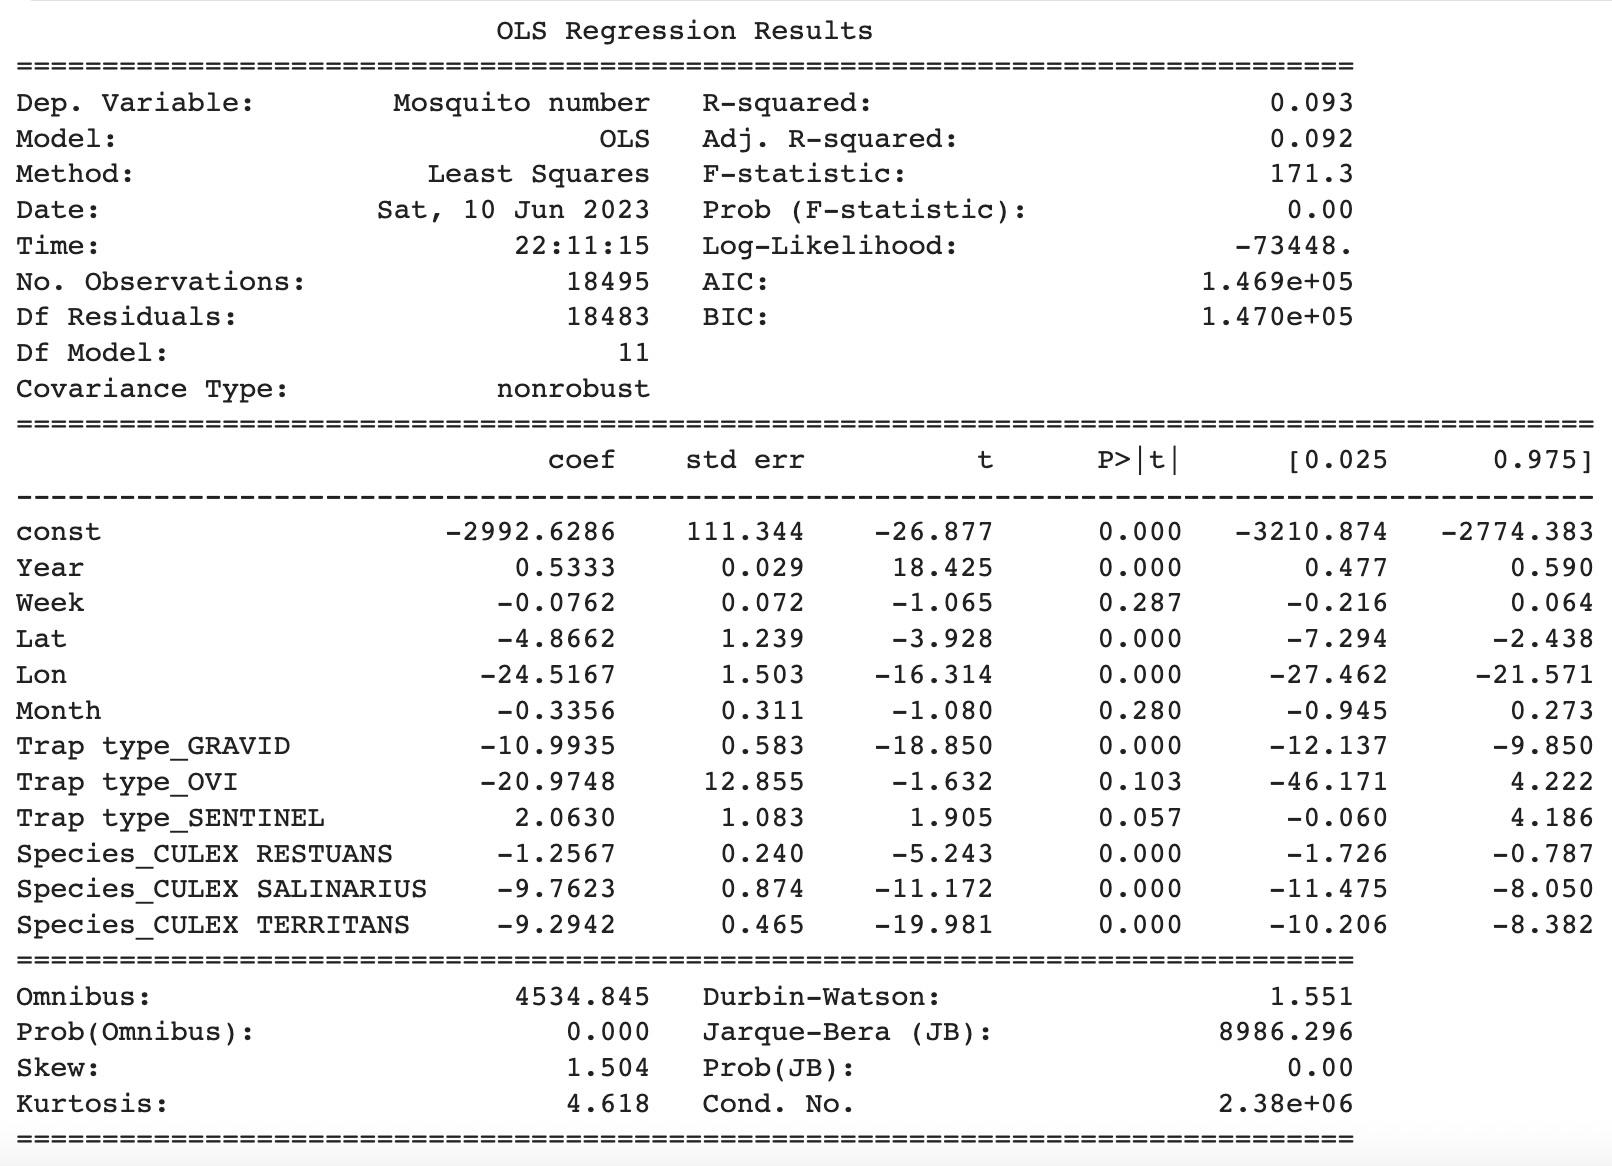 OLS Regression Results
==============================================================================
Dep. Variable: Mosquito number R-squared: 0.093
Model: OLS Adj. R-squared: 0.092
Method: Least Squares F-statistic: 171.3
Date: Sat, 10 Jun 2023 Prob (F-statistic): 0.00
Time: 22:11:15 Log-Likelihood: -73448.
No. Observations: 18495 AIC: 1.469e+05
Df Residuals: 18483 BIC: 1.470e+05
Df Model: 11
Covariance Type: nonrobust
============================================================================================
coef std err t P>|t| [0.025 0.975]
--------------------------------------------------------------------------------------------
const -2992.6286 111.344 -26.877 0.000 -3210.874 -2774.383
Year 0.5333 0.029 18.425 0.000 0.477 0.590
Week -0.0762 0.072 -1.065 0.287 -0.216 0.064
Lat -4.8662 1.239 -3.928 0.000 -7.294 -2.438
Lon -24.5167 1.503 -16.314 0.000 -27.462 -21.571
Month -0.3356 0.311 -1.080 0.280 -0.945 0.273
Trap type_GRAVID -10.9935 0.583 -18.850 0.000 -12.137 -9.850
Trap type_OVI -20.9748 12.855 -1.632 0.103 -46.171 4.222
Trap type_SENTINEL 2.0630 1.083 1.905 0.057 -0.060 4.186
Species_CULEX RESTUANS -1.2567 0.240 -5.243 0.000 -1.726 -0.787
Species_CULEX SALINARIUS -9.7623 0.874 -11.172 0.000 -11.475 -8.050
Species_CULEX TERRITANS -9.2942 0.465 -19.981 0.000 -10.206 -8.382
==============================================================================
Omnibus: 4534.845 Durbin-Watson: 1.551
Prob(Omnibus): 0.000 Jarque-Bera (JB): 8986.296
Skew: 1.504 Prob(JB): 0.00
Kurtosis: 4.618 Cond. No. 2.38e+06
==============================================================================